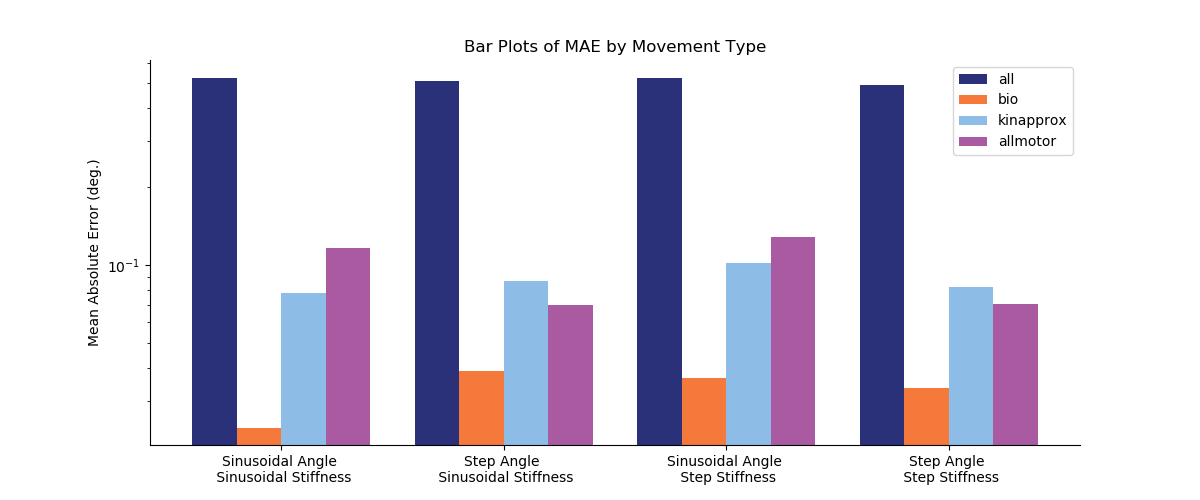 Bar Plots of MAE by Movement Type
all
bio
kinapprox
allmotor
Mean Absolute Error (deg.)
10⁻¹
Sinusoidal Angle
Sinusoidal Stiffness
Step Angle
Sinusoidal Stiffness
Sinusoidal Angle
Step Stiffness
Step Angle
Step Stiffness